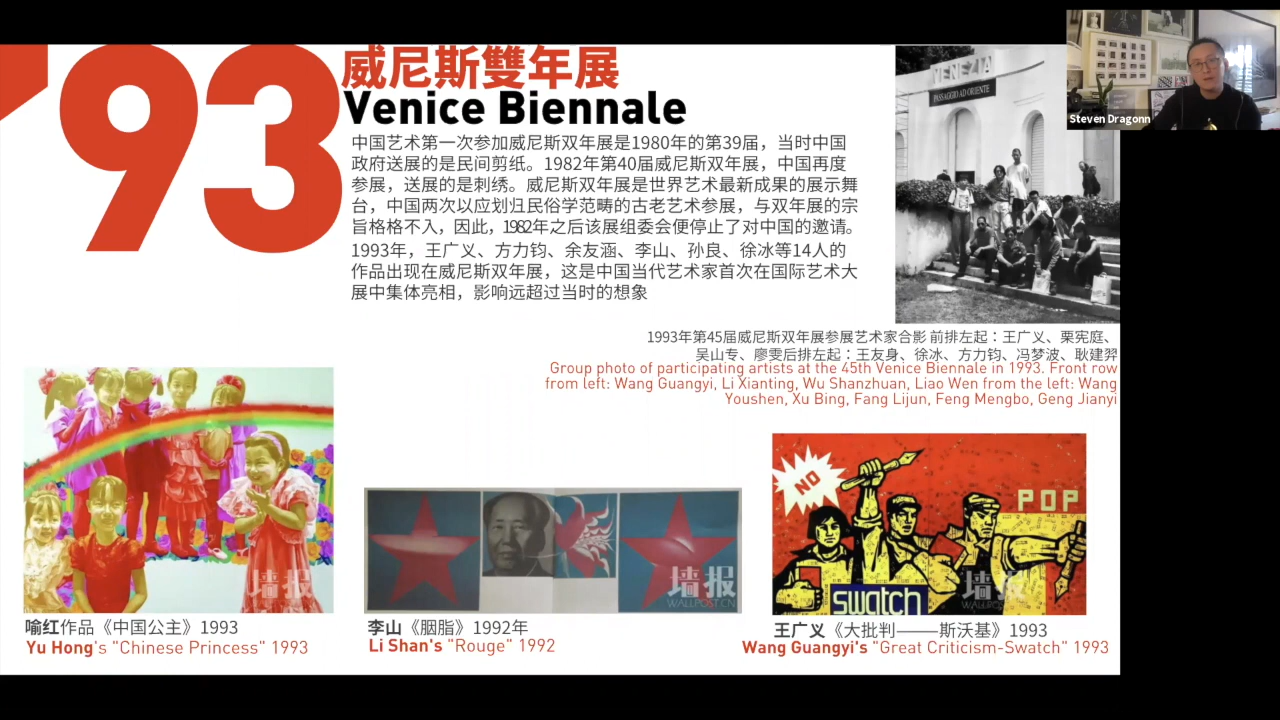 '93
威尼斯雙年展
Venice Biennale
中国艺术第一次参加威尼斯双年展是1980年的第39届，当时中国
政府送展的是民间剪纸。1982年第40届威尼斯双年展，中国再度
参展，送展的是刺绣。威尼斯双年展是世界艺术最新成果的展示舞
台，中国两次以应划归民俗学范畴的古老艺术参展，与双年展的宗
旨格格不入，因此，1982年之后该展组委会便停止了对中国的邀请。
1993年，王广义、方力钧、余友涵、李山、孙良、徐冰等14人的
作品出现在威尼斯双年展，这是中国当代艺术家首次在国际艺术大
展中集体亮相，影响远超过当时的想象
VENEZIA
PASSAGGIO AD ORIENTE
Steven Dragonn
1993年第45届威尼斯双年展参展艺术家合影 前排左起：王广义、栗宪庭、
吴山专、廖雯后排左起：王友身、徐冰、方力钧、冯梦波、耿建羿
Group photo of participating artists at the 45th Venice Biennale in 1993. Front row
from left: Wang Guangyi, Li Xianting, Wu Shanzhuan, Liao Wen from the left: Wang
Youshen, Xu Bing, Fang Lijun, Feng Mengbo, Geng Jianyi
墙报
喻红作品《中国公主》1993
Yu Hong's "Chinese Princess" 1993
墙报
WALLPOST.CN
李山《胭脂》1992年
Li Shan's "Rouge" 1992
NO
POP
swatch
墙报
WALLPOST.CN
王广义《大批判——斯沃基》1993
Wang Guangyi's "Great Criticism-Swatch" 1993